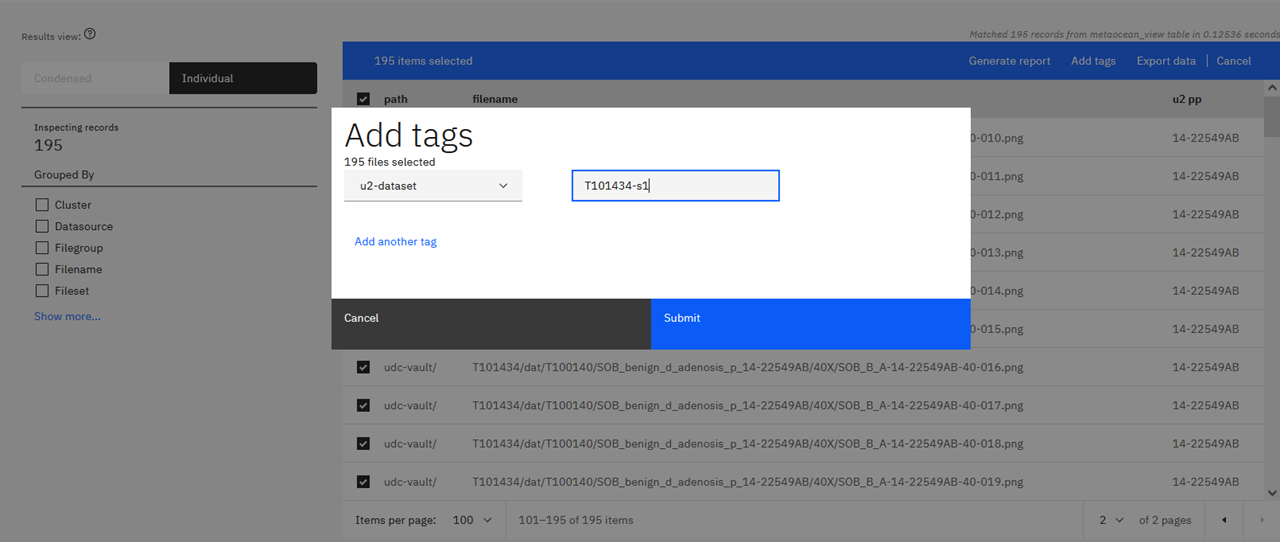 Results view:
Matched 195 records from metaocean_view table in 0.12536 seconds
195 items selected Generate report Add tags Export data Cancel
Condensed Individual
path filename u2 pp
Inspecting records
195
Grouped By
Cluster
Datasource
Filegroup
Filename
Fileset
Show more...
Add tags
195 files selected
u2-dataset T101434-s1
Add another tag
Cancel Submit
0-010.png 14-22549AB
0-011.png 14-22549AB
0-012.png 14-22549AB
0-013.png 14-22549AB
0-014.png 14-22549AB
0-015.png 14-22549AB
udc-vault/ T101434/dat/T100140/SOB_benign_d_adenosis_p_14-22549AB/40X/SOB_B_A-14-22549AB-40-016.png 14-22549AB
udc-vault/ T101434/dat/T100140/SOB_benign_d_adenosis_p_14-22549AB/40X/SOB_B_A-14-22549AB-40-017.png 14-22549AB
udc-vault/ T101434/dat/T100140/SOB_benign_d_adenosis_p_14-22549AB/40X/SOB_B_A-14-22549AB-40-018.png 14-22549AB
udc-vault/ T101434/dat/T100140/SOB_benign_d_adenosis_p_14-22549AB/40X/SOB_B_A-14-22549AB-40-019.png 14-22549AB
Items per page: 100 101–195 of 195 items 2 of 2 pages